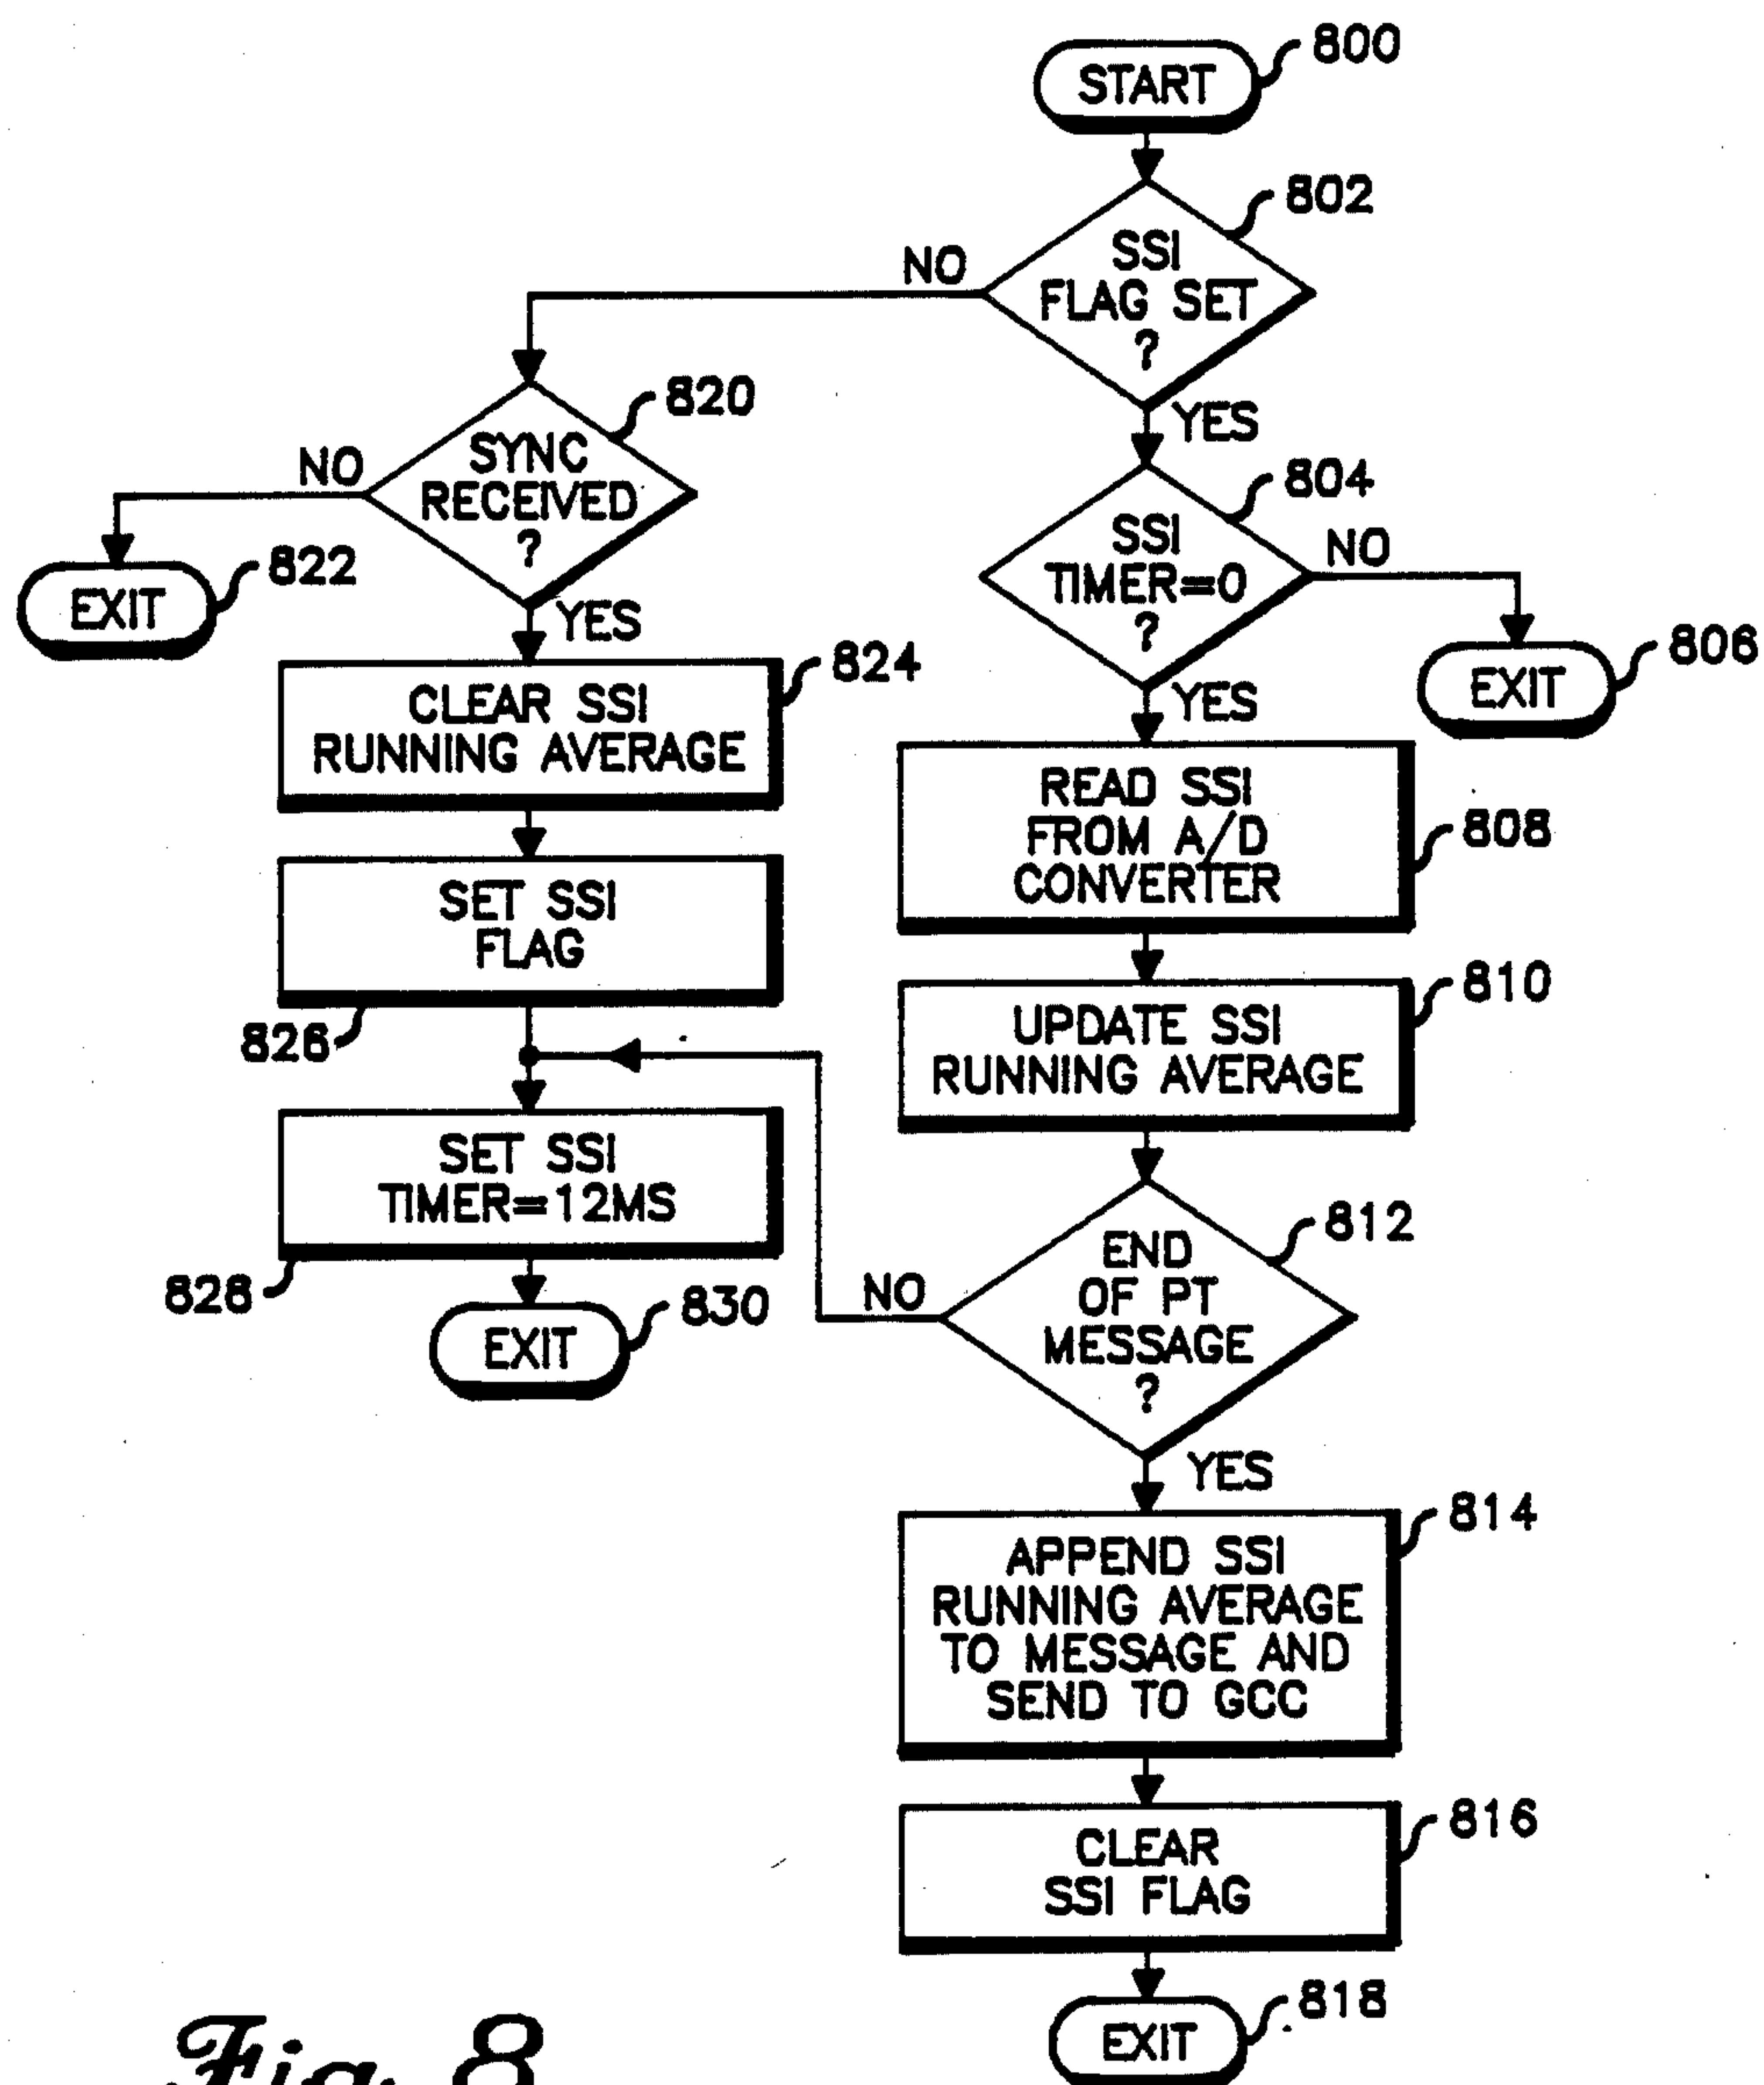 START
800
SSI
FLAG SET
?
802
NO
YES
SYNC
RECEIVED
?
820
NO
YES
EXIT
822
SSI
TIMER=0
?
804
NO
YES
EXIT
806
CLEAR SSI
RUNNING AVERAGE
824
SET SSI
FLAG
826
SET SSI
TIMER=12MS
828
EXIT
830
READ SSI
FROM A/D
CONVERTER
808
UPDATE SSI
RUNNING AVERAGE
810
END
OF PT
MESSAGE
?
812
NO
YES
APPEND SSI
RUNNING AVERAGE
TO MESSAGE AND
SEND TO GCC
814
CLEAR
SSI FLAG
816
EXIT
818
Fig. 8